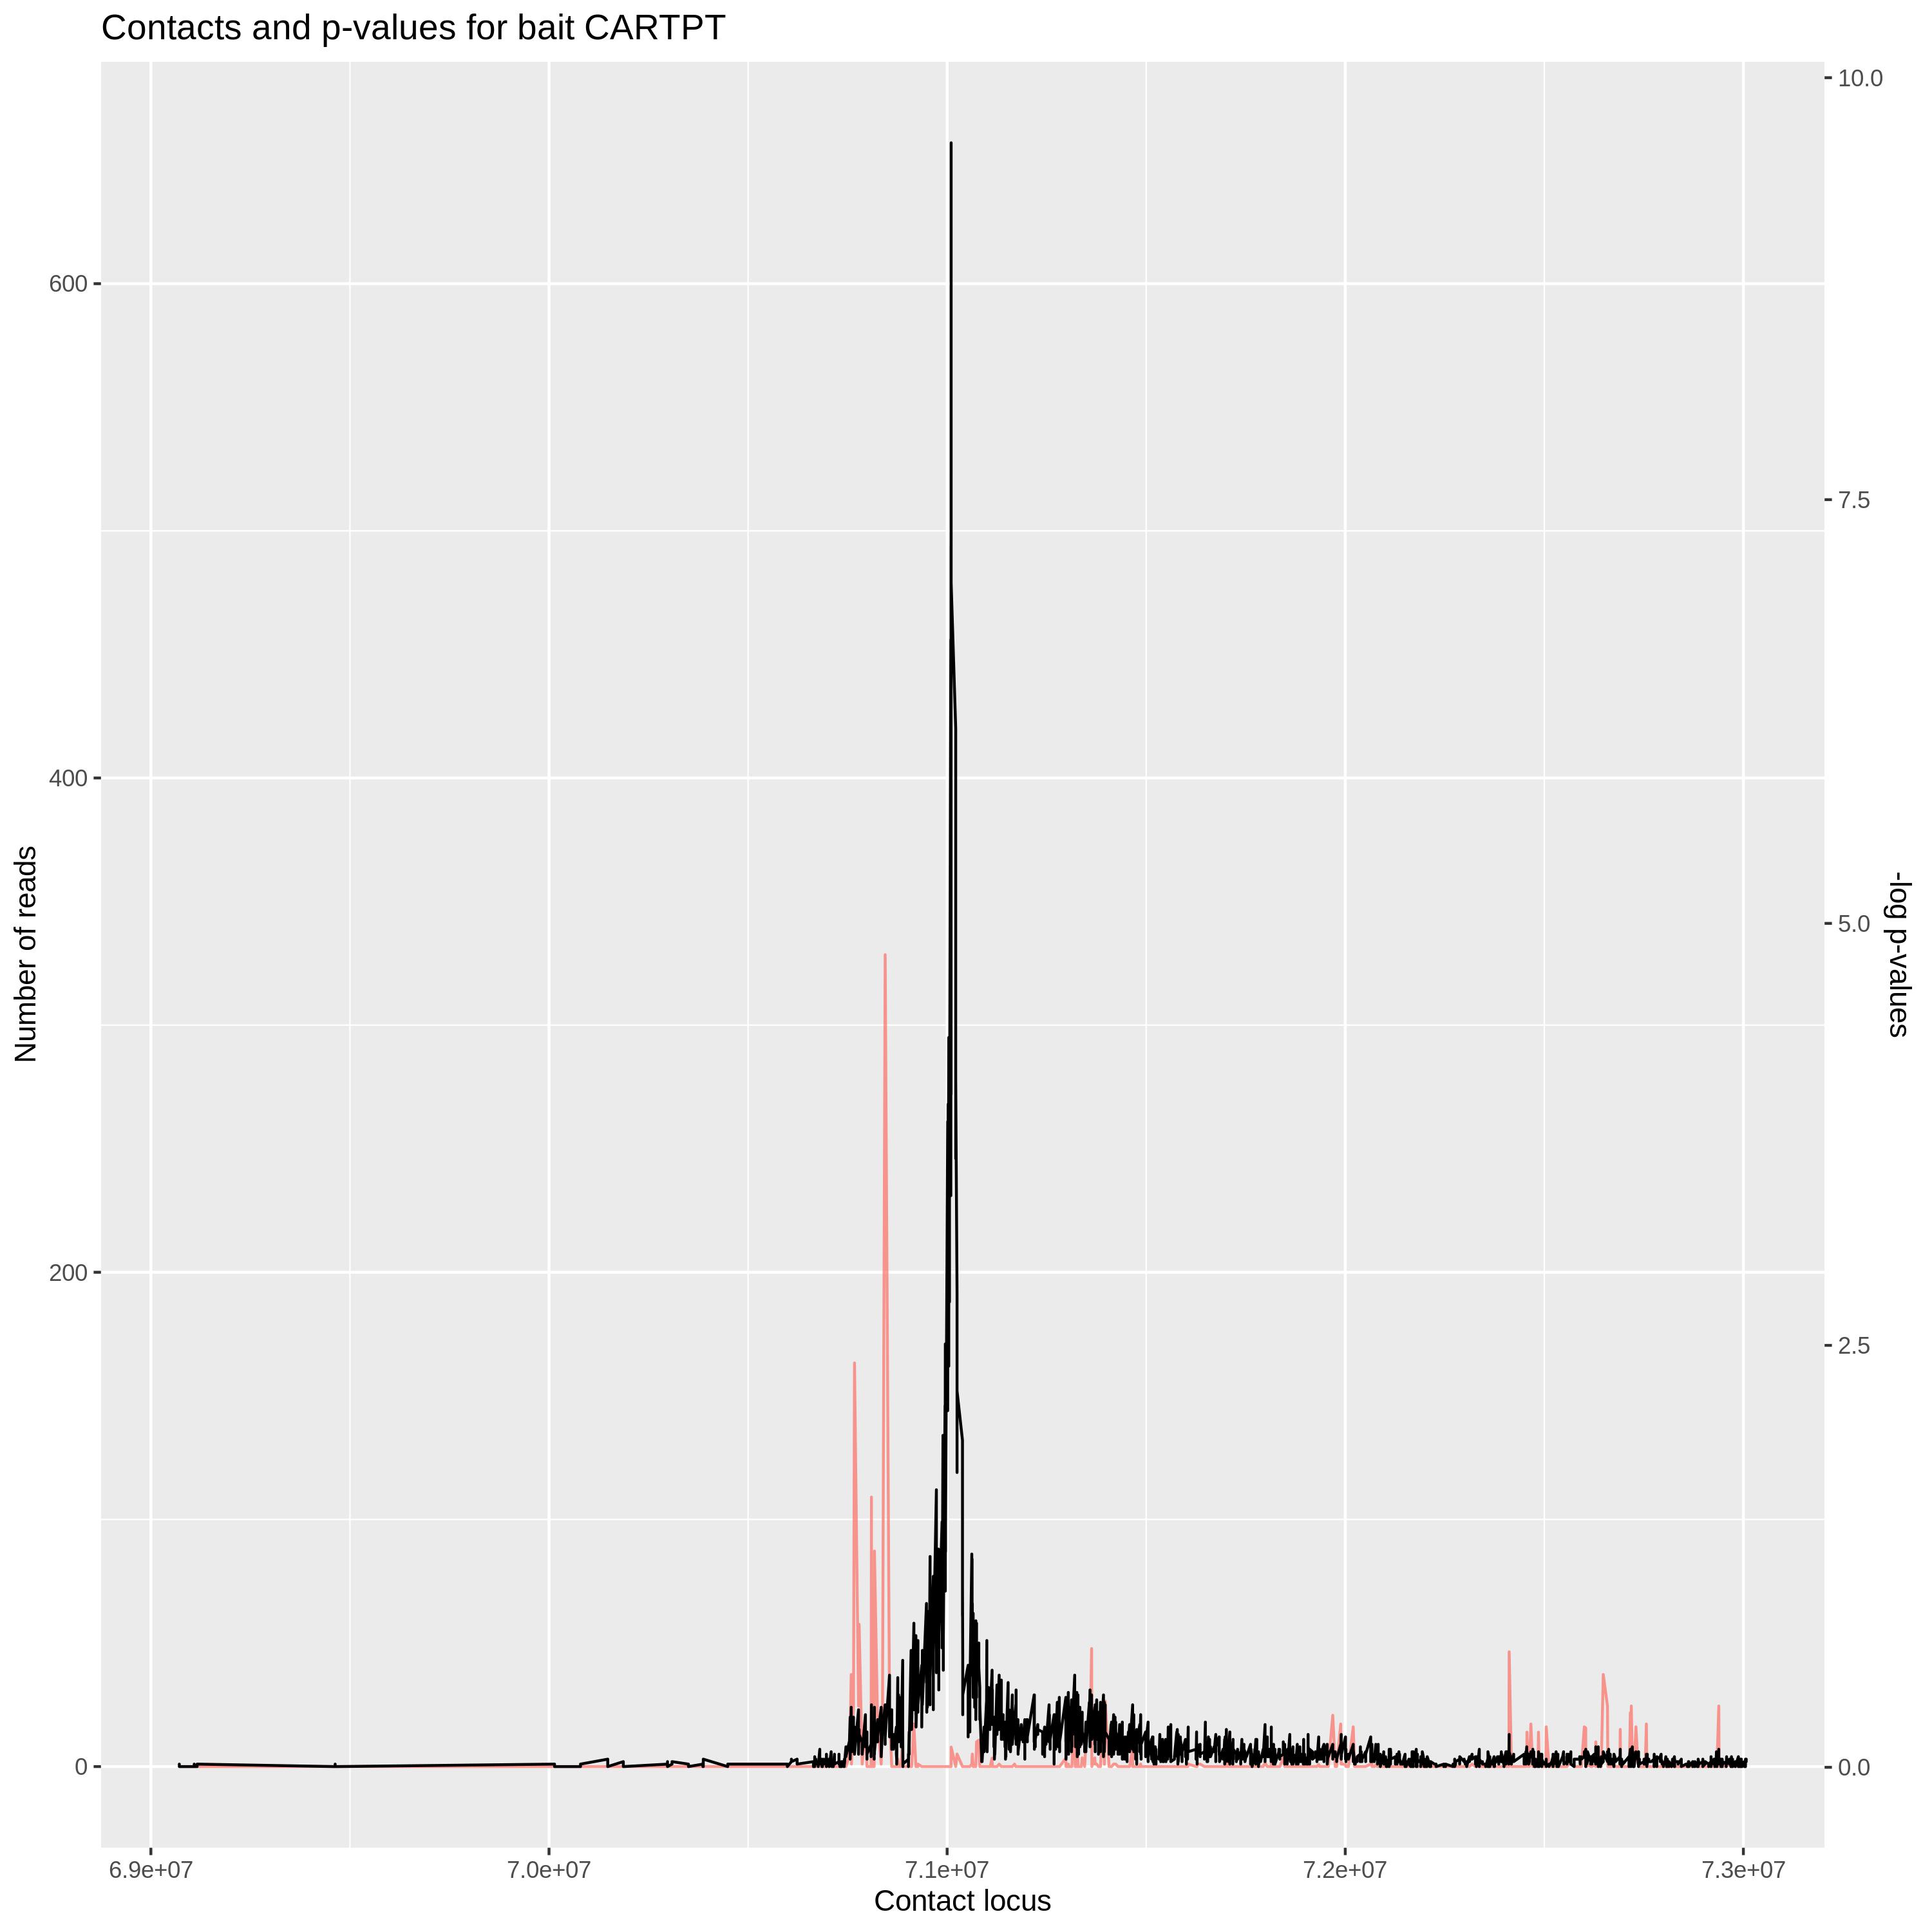 Contacts and p-values for bait CARTPT
Number of reads
600
400
200
0
10.0
7.5
5.0
2.5
0.0
-log p-values
6.9e+07
7.0e+07
7.1e+07
7.2e+07
7.3e+07
Contact locus